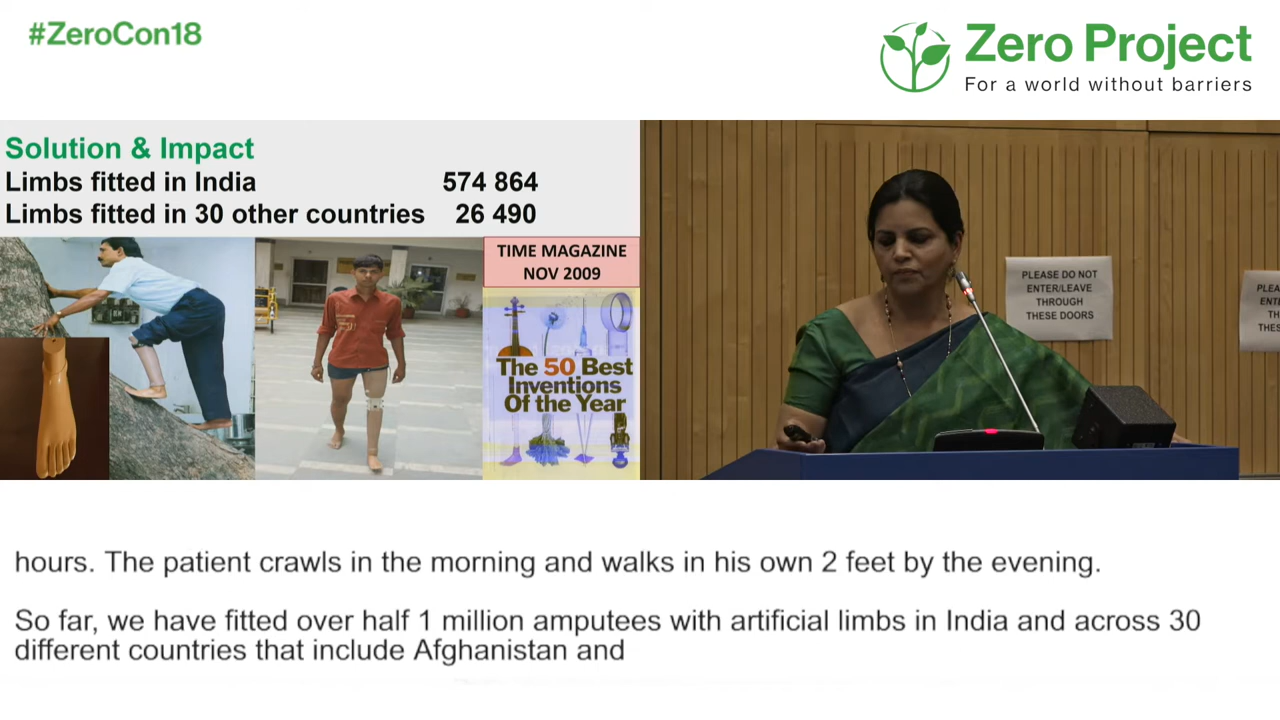 #ZeroCon18
Zero Project
For a world without barriers
Solution & Impact
Limbs fitted in India 574 864
Limbs fitted in 30 other countries 26 490
TIME MAGAZINE
NOV 2009
The 50 Best
Inventions
Of the Year
PLEASE DO NOT
ENTER/LEAVE
THROUGH
THESE DOORS
hours. The patient crawls in the morning and walks in his own 2 feet by the evening.
So far, we have fitted over half 1 million amputees with artificial limbs in India and across 30
different countries that include Afghanistan and